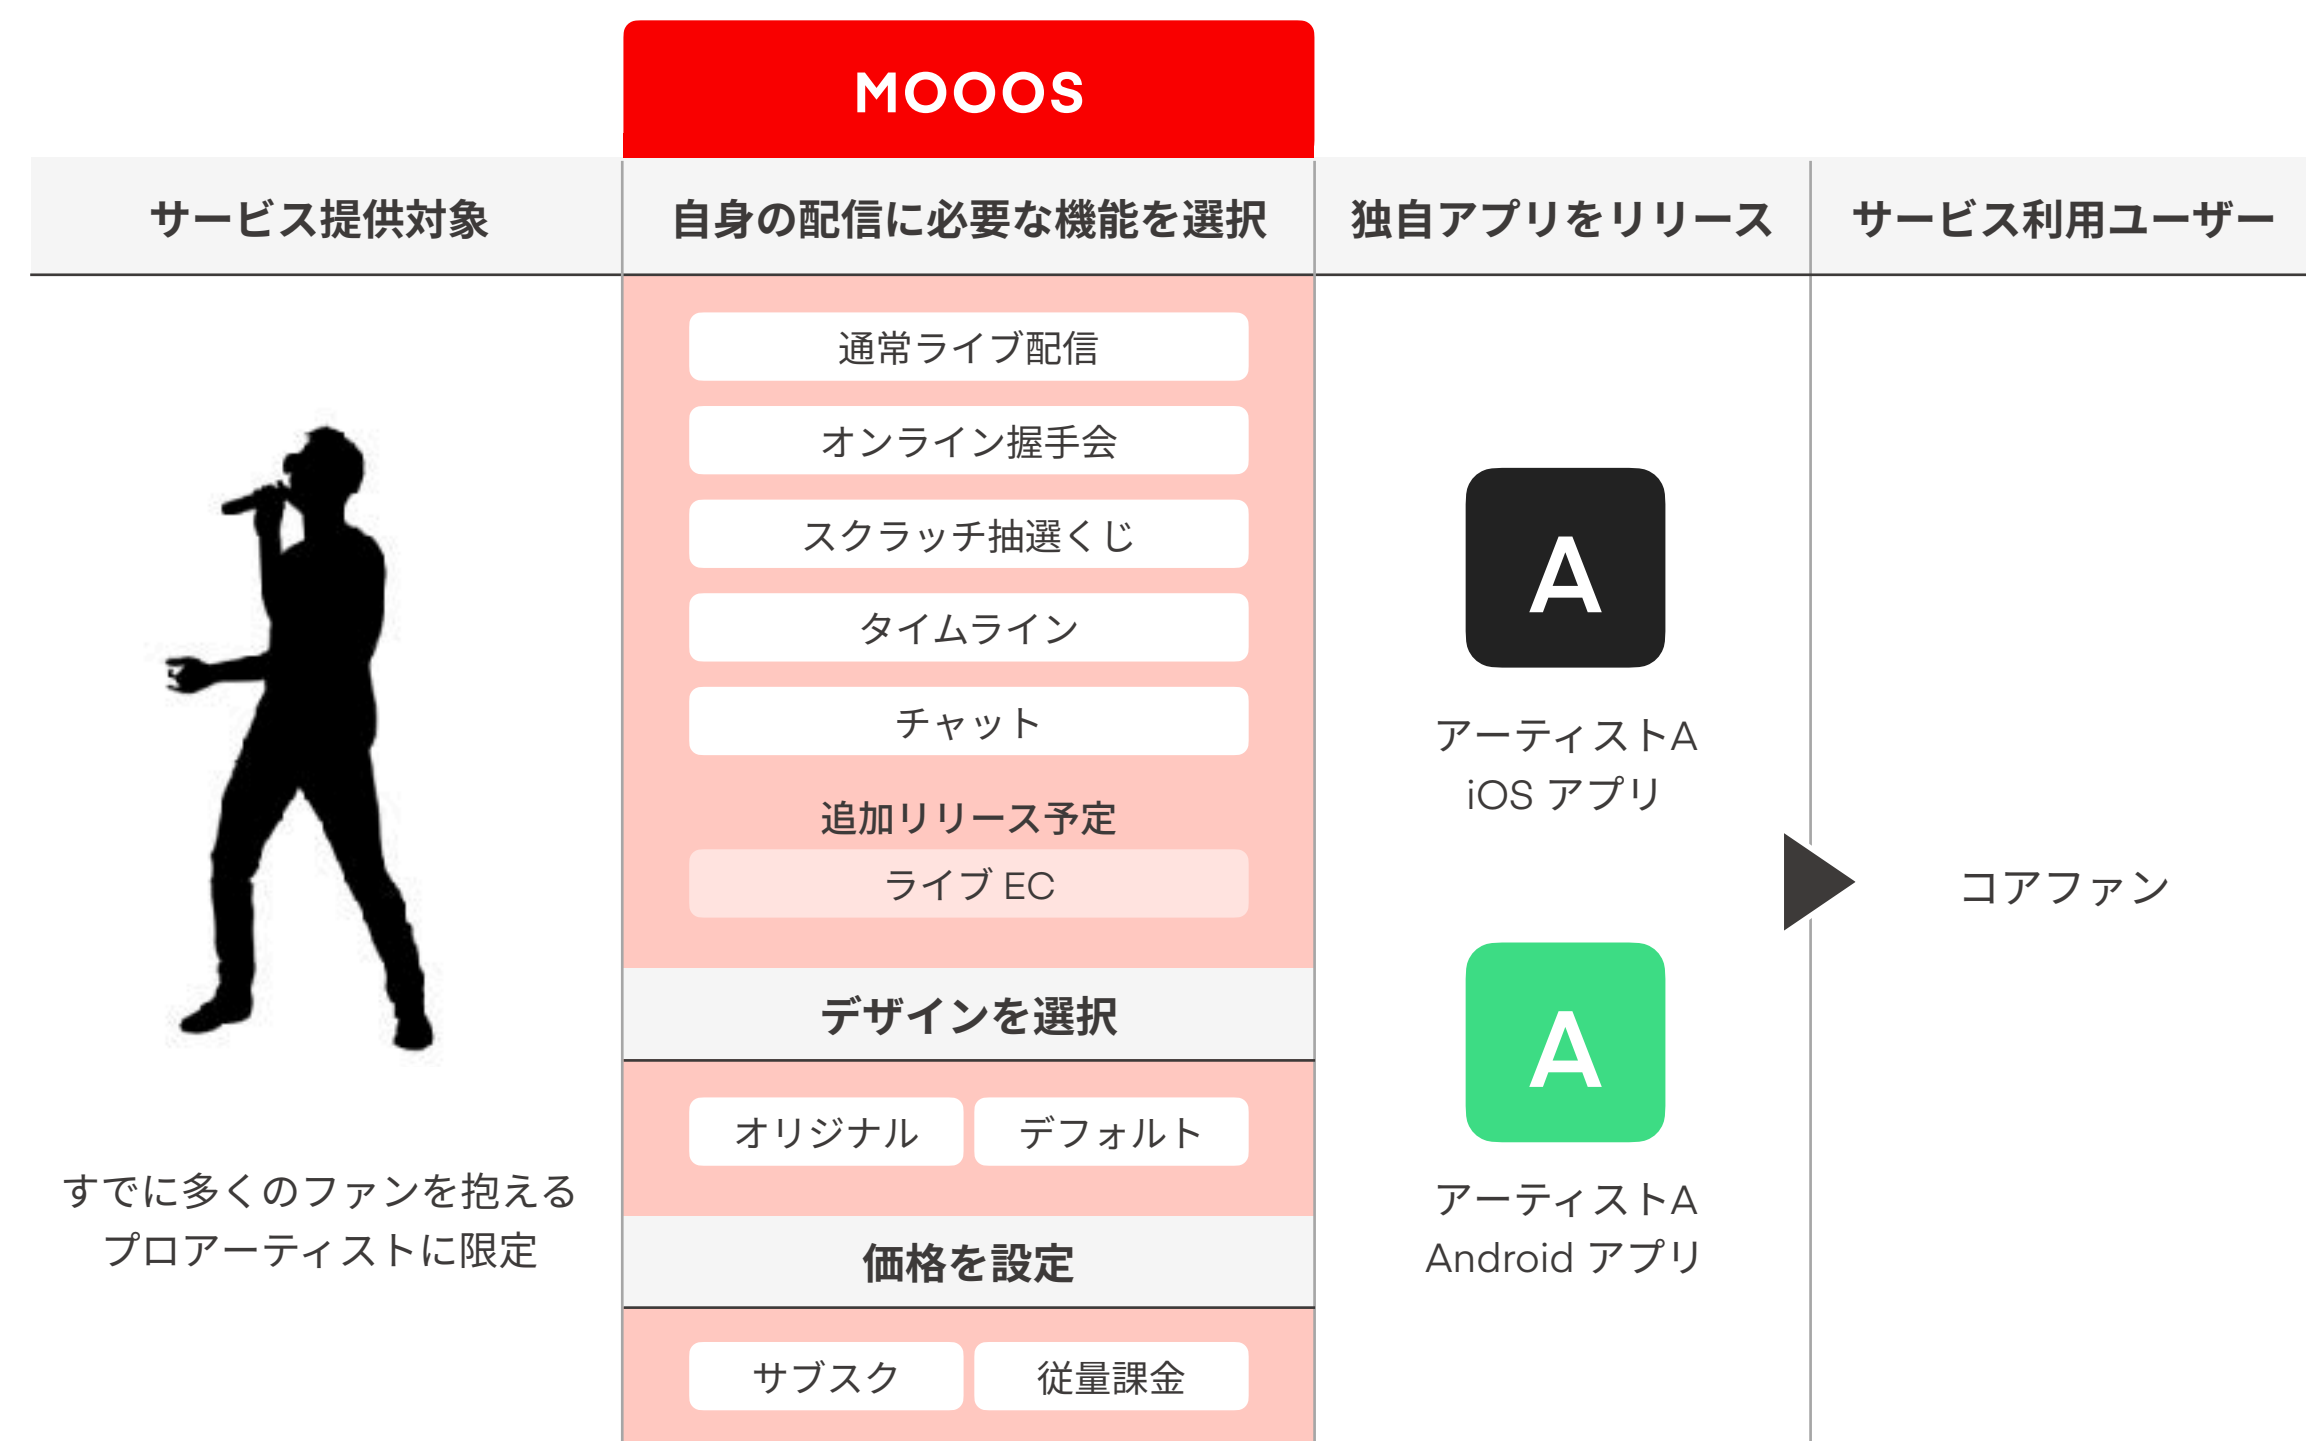 MOOOS
サービス提供対象
自身の配信に必要な機能を選択
独自アプリをリリース
サービス利用ユーザー
すでに多くのファンを抱える
プロアーティストに限定
通常ライブ配信
オンライン握手会
スクラッチ抽選くじ
タイムライン
チャット
追加リリース予定
ライブ EC
デザインを選択
オリジナル
デフォルト
価格を設定
サブスク
従量課金
A
アーティストA
iOS アプリ
A
アーティストA
Android アプリ
コアファン